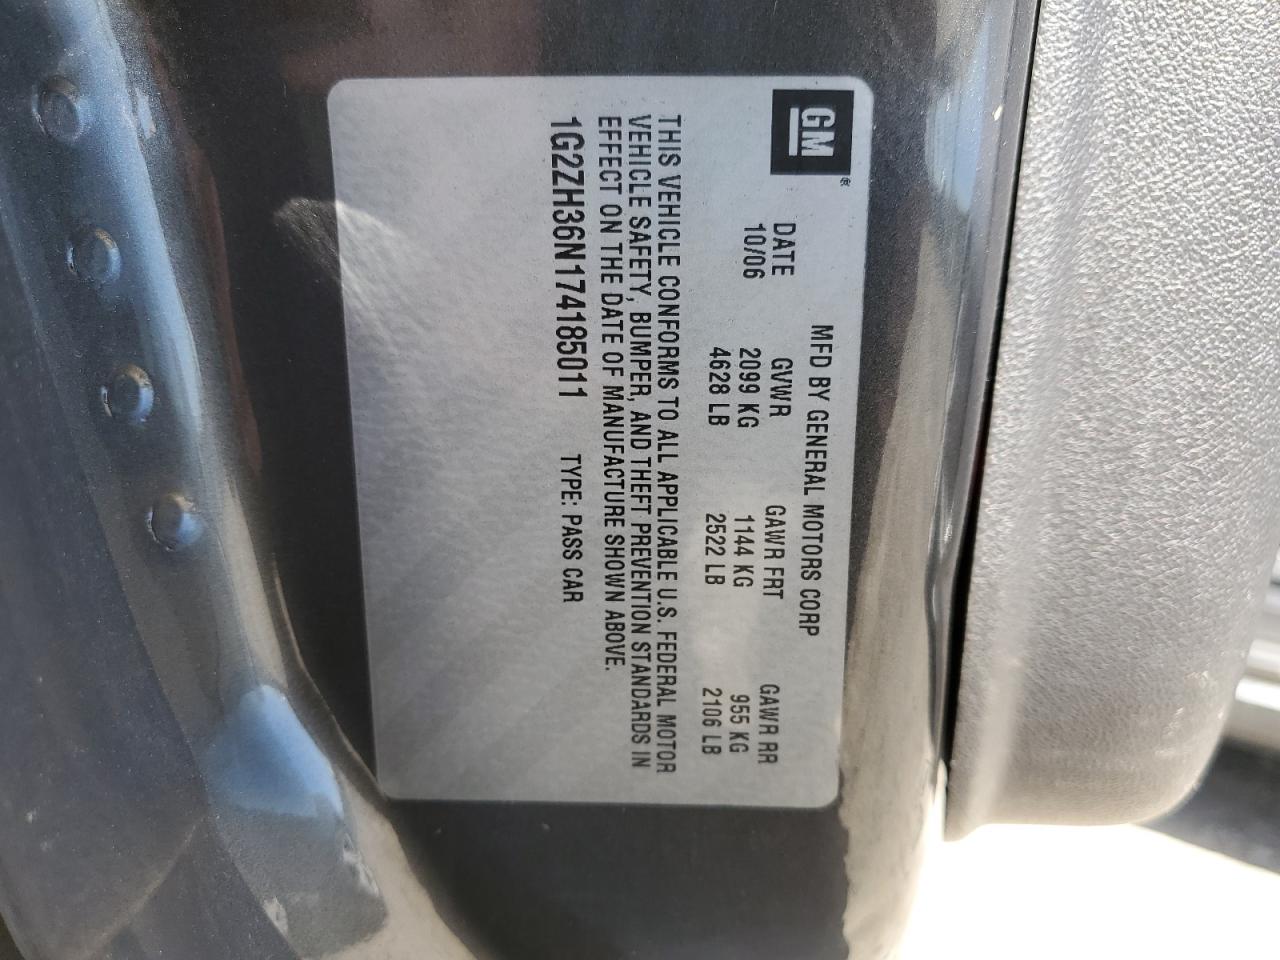 GM®
MFD BY GENERAL MOTORS CORP
DATE GVWR GAWR FRT GAWR RR
10/06 2099 KG 1144 KG 955 KG
4628 LB 2522 LB 2106 LB
THIS VEHICLE CONFORMS TO ALL APPLICABLE U.S. FEDERAL MOTOR
VEHICLE SAFETY, BUMPER, AND THEFT PREVENTION STANDARDS IN
EFFECT ON THE DATE OF MANUFACTURE SHOWN ABOVE.
1G2ZH36N174185011 TYPE: PASS CAR